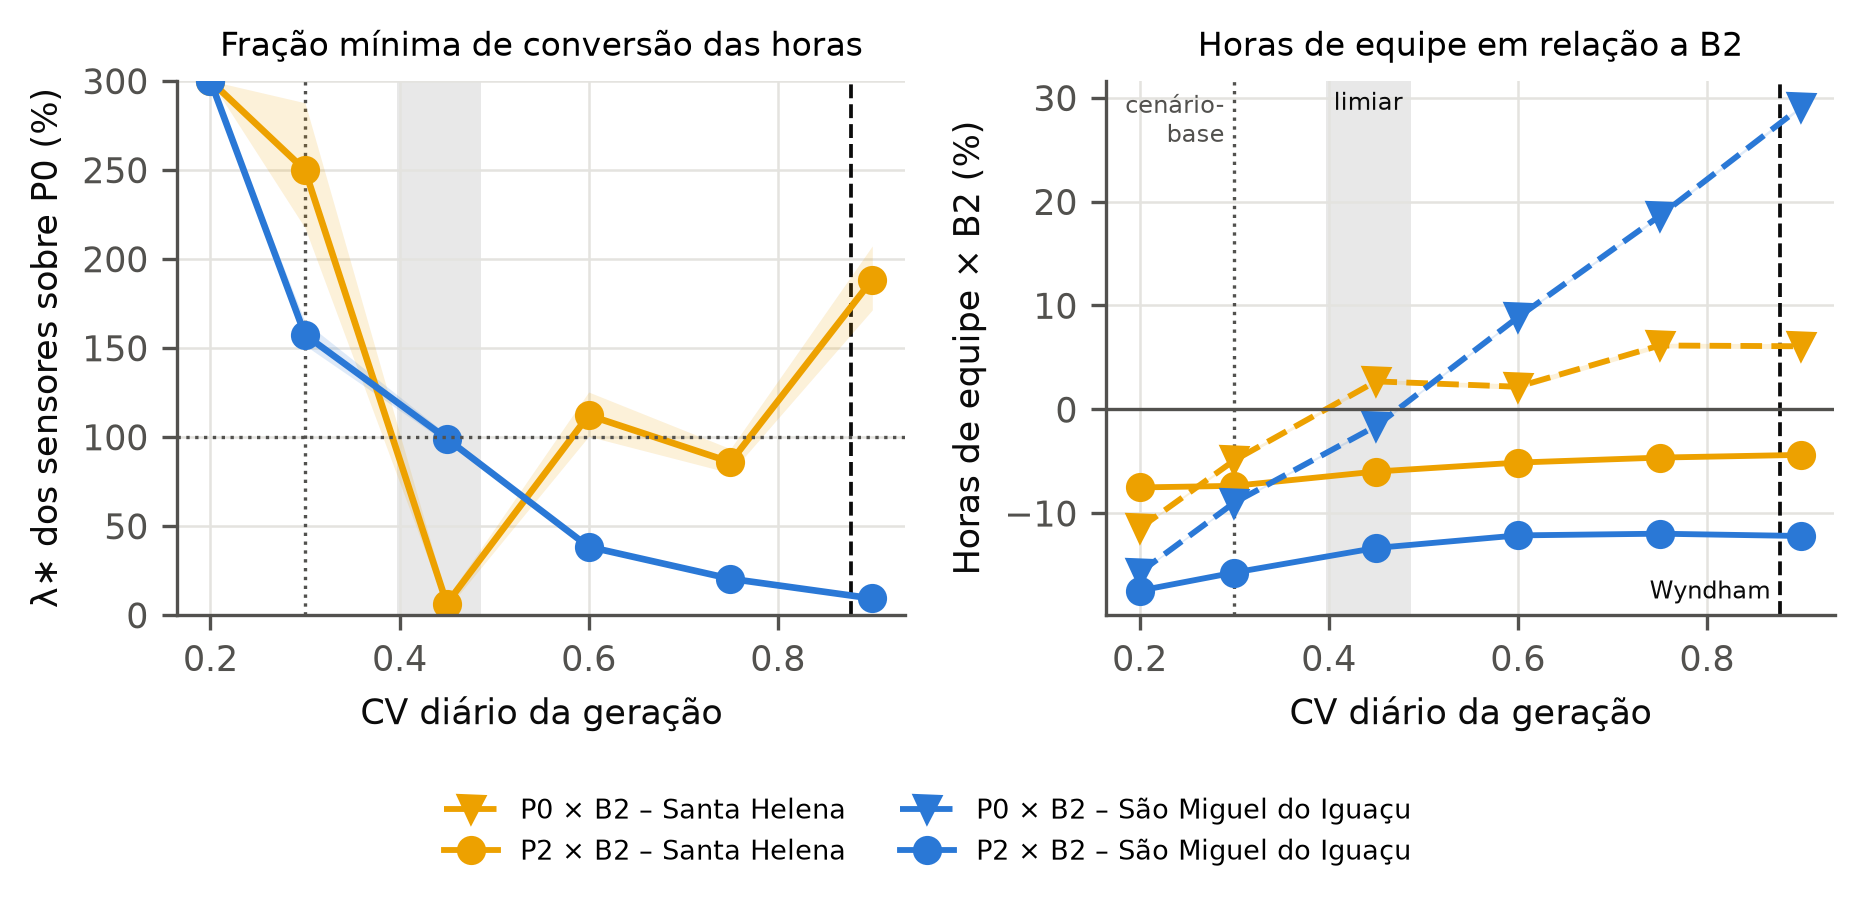 Fração mínima de conversão das horas
λ∗ dos sensores sobre P0 (%)
300
250
200
150
100
50
0
0.2
0.4
0.6
0.8
CV diário da geração
Horas de equipe em relação a B2
Horas de equipe × B2 (%)
30
20
10
0
−10
cenário-
base
limiar
Wyndham
0.2
0.4
0.6
0.8
CV diário da geração
P0 × B2 – Santa Helena
P2 × B2 – Santa Helena
P0 × B2 – São Miguel do Iguaçu
P2 × B2 – São Miguel do Iguaçu